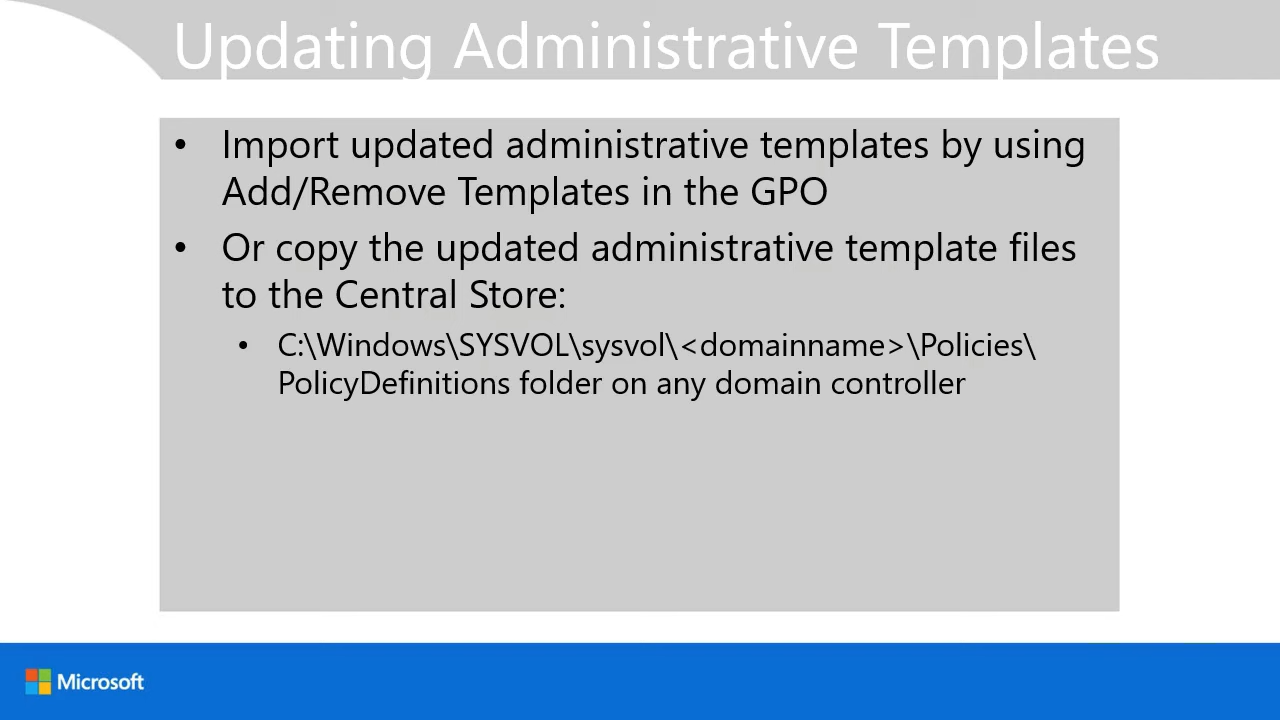 Updating Administrative Templates
• Import updated administrative templates by using
Add/Remove Templates in the GPO
• Or copy the updated administrative template files
to the Central Store:
• C:\Windows\SYSVOL\sysvol\<domainname>\Policies\
PolicyDefinitions folder on any domain controller
Microsoft